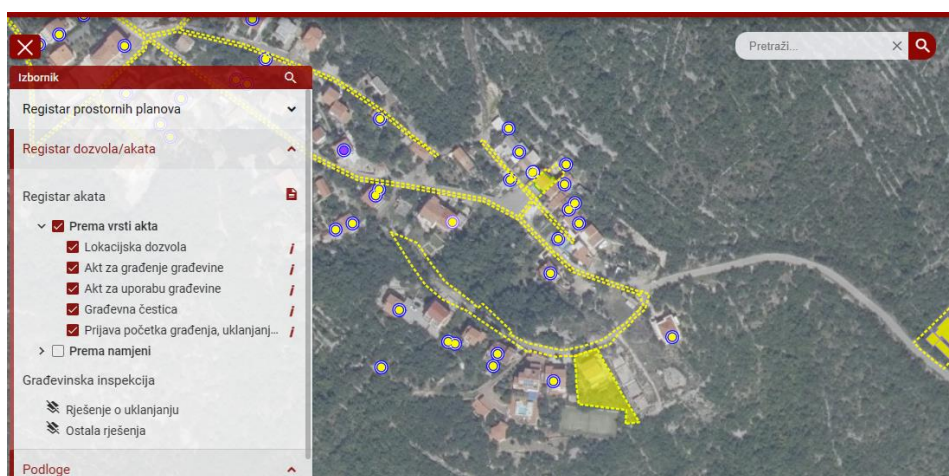 Pretraži...
Izbornik
Registar prostornih planova
Registar dozvola/akata
Registar akata
Prema vrsti akta
Lokacijska dozvola
Akt za građenje građevine
Akt za uporabu građevine
Građevna čestica
Prijava početka građenja, uklanjanj...
Prema namjeni
Građevinska inspekcija
Rješenje o uklanjanju
Ostala rješenja
Podloge